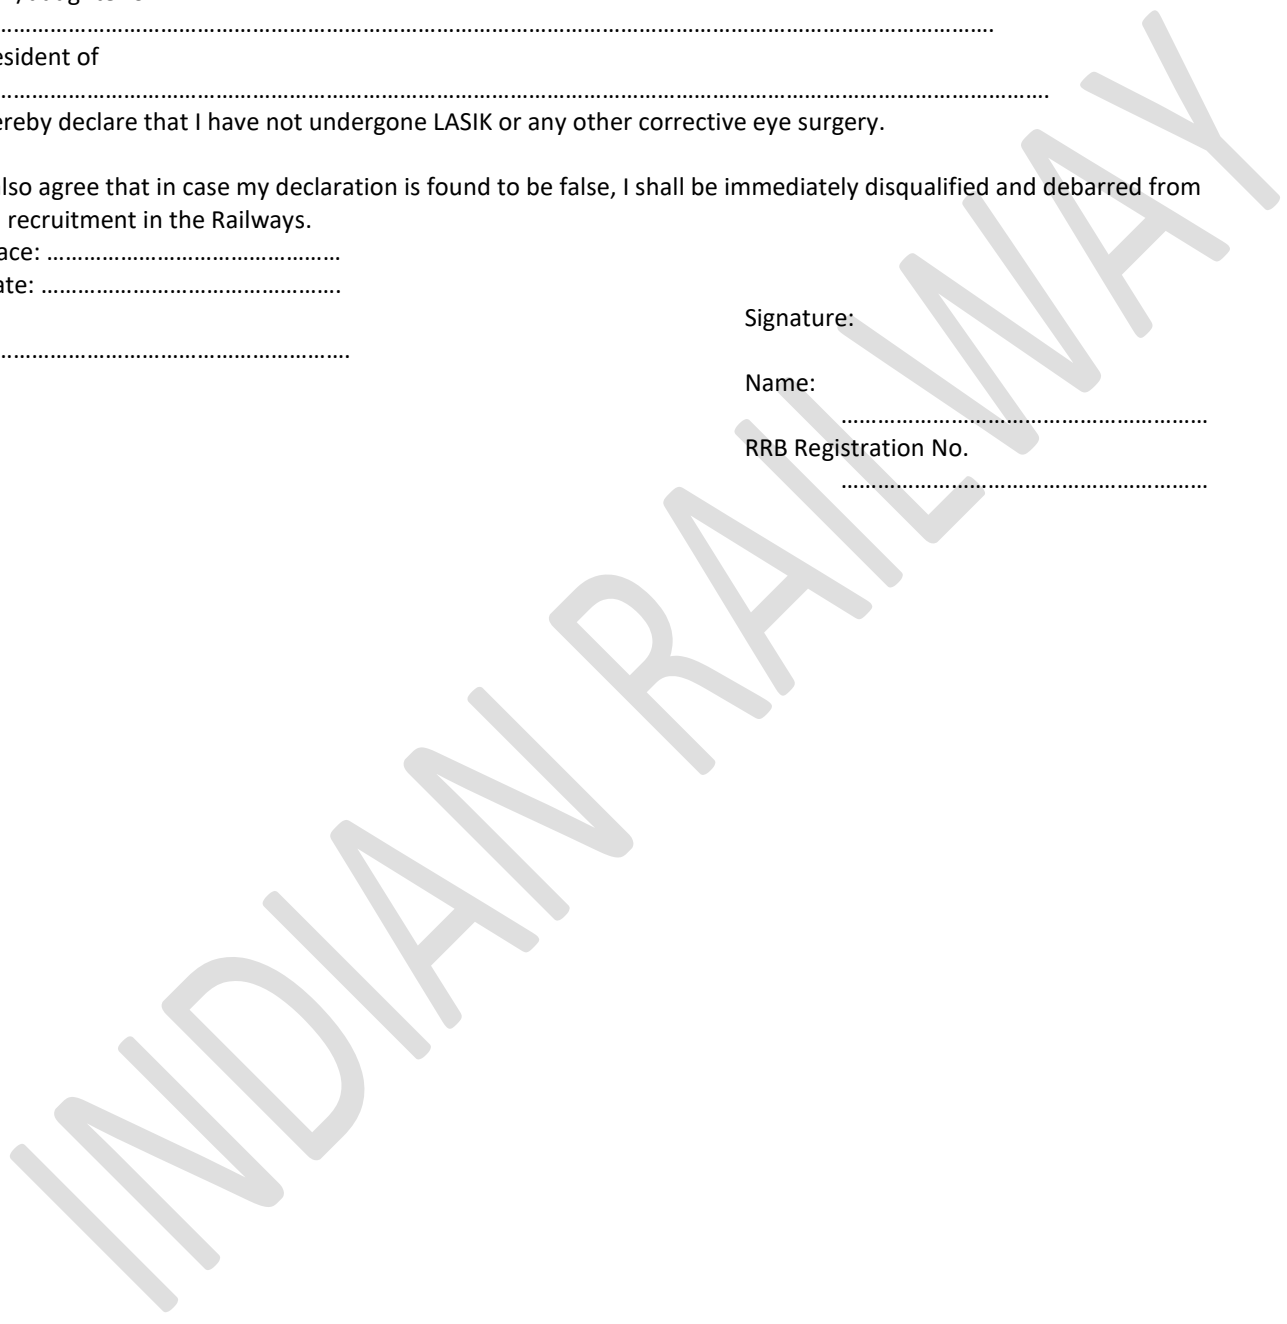 ……………………………………………………………………………………………………………………………………………….
esident of
……………………………………………………………………………………………………………………………………………………….
ereby declare that I have not undergone LASIK or any other corrective eye surgery.
also agree that in case my declaration is found to be false, I shall be immediately disqualified and debarred from
recruitment in the Railways.
ace: …………………………………………
ate: ………………………………………….
Signature:
………………………………………………….
Name:
……………………………………………………
RRB Registration No.
……………………………………………………
INDIAN RAILWAY